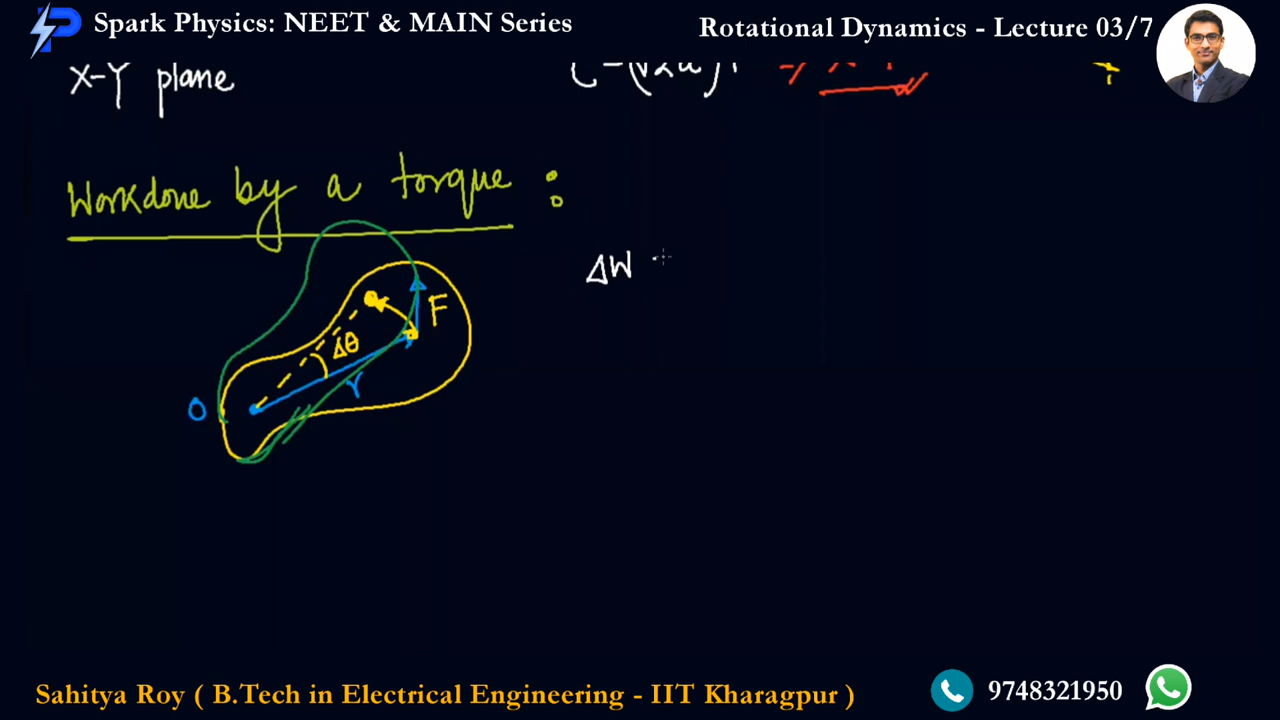 Spark Physics: NEET & MAIN Series
Rotational Dynamics - Lecture 03/7
X-Y plane
Workdone by a torque :
ΔW
F
Δθ
r
O
Sahitya Roy ( B.Tech in Electrical Engineering - IIT Kharagpur )
9748321950